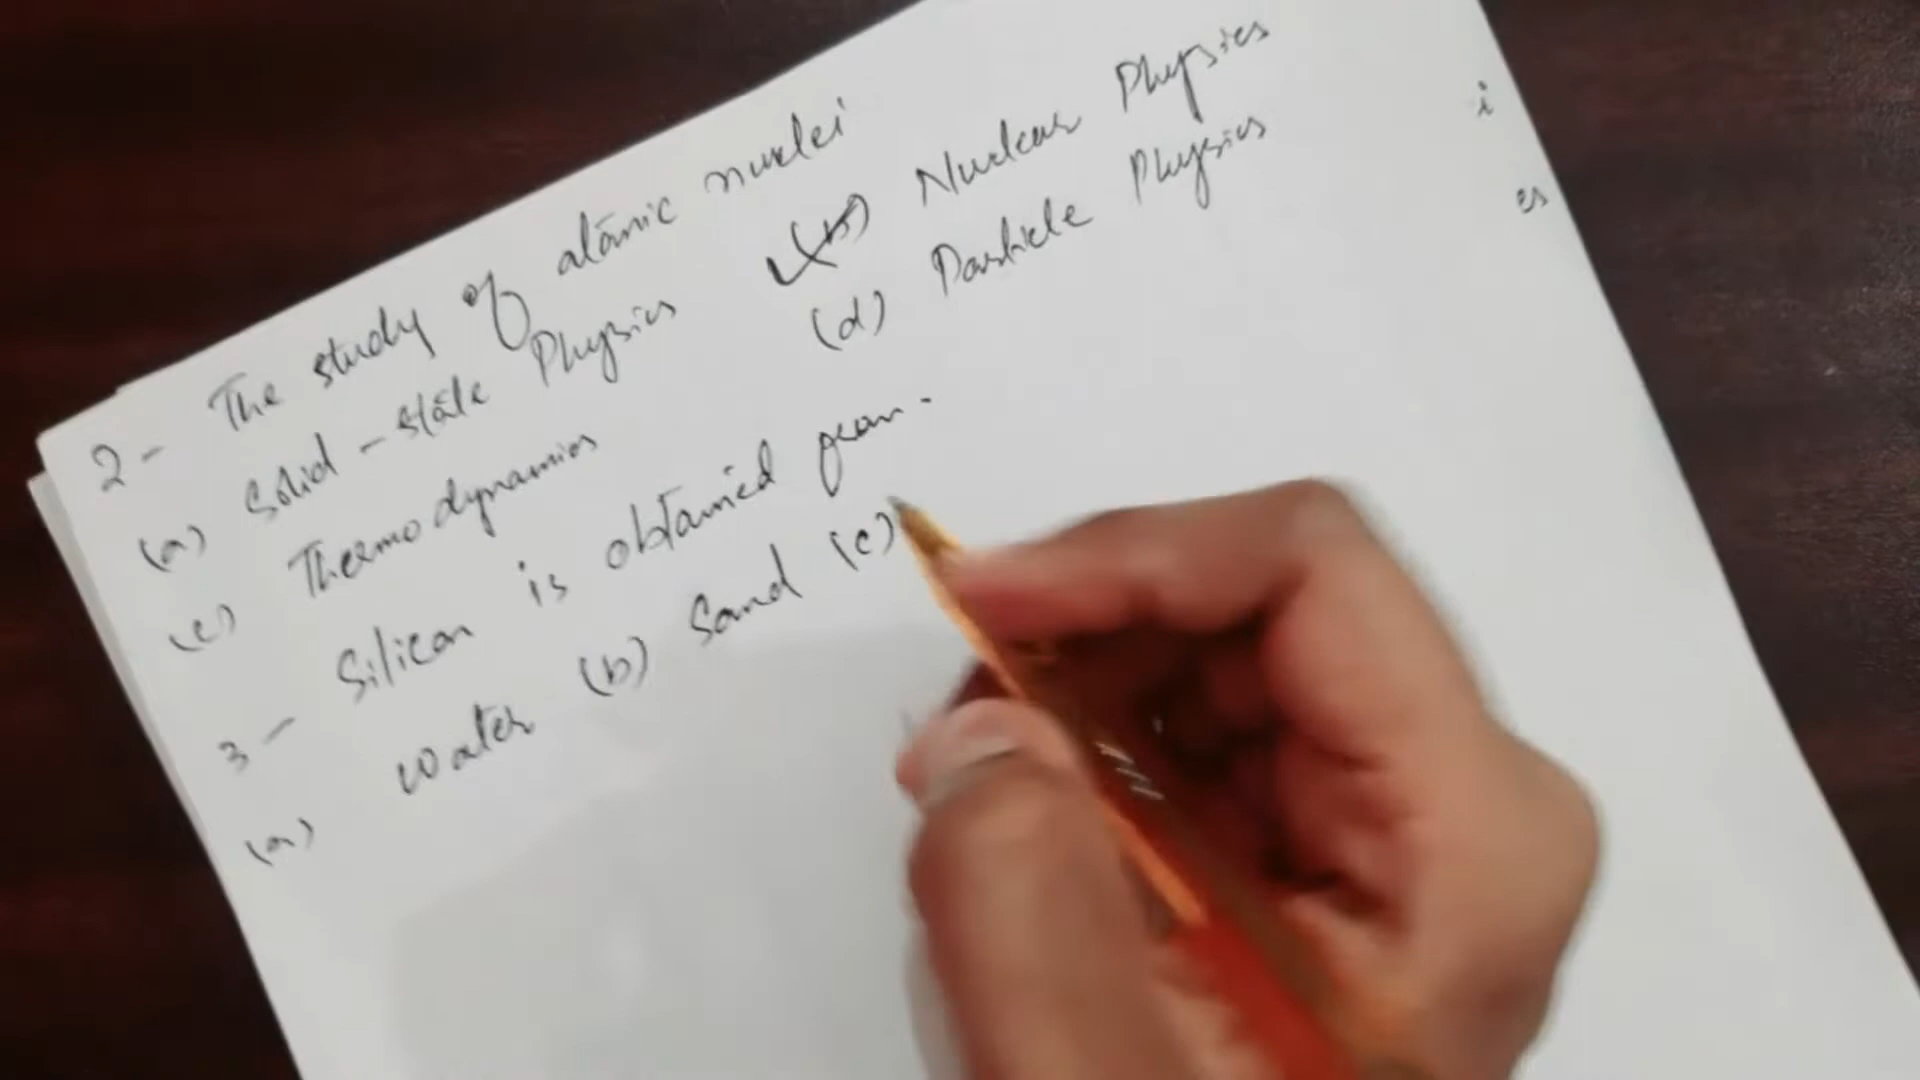 2- The study of atomic nuclei
(a) Solid-state Physics (b) Nuclear Physics
(c) Thermodynamics (d) Particle Physics
3- Silicon is obtained from.
(a) water (b) Sand (c)
i
es